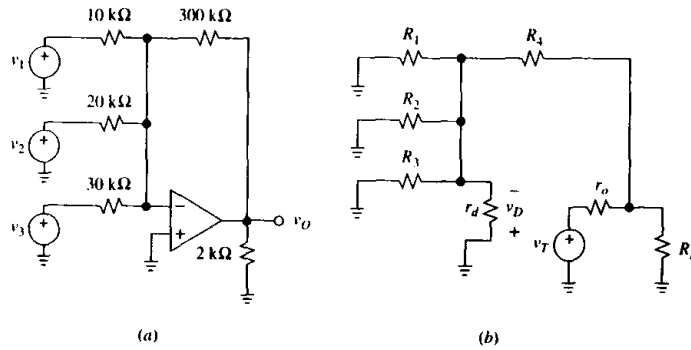 10 kΩ
300 kΩ
v1
20 kΩ
v2
30 kΩ
v3
−
+
vO
2 kΩ
(a)
R1
R4
R2
R3
rd
−
vD
+
ro
vT
(b)